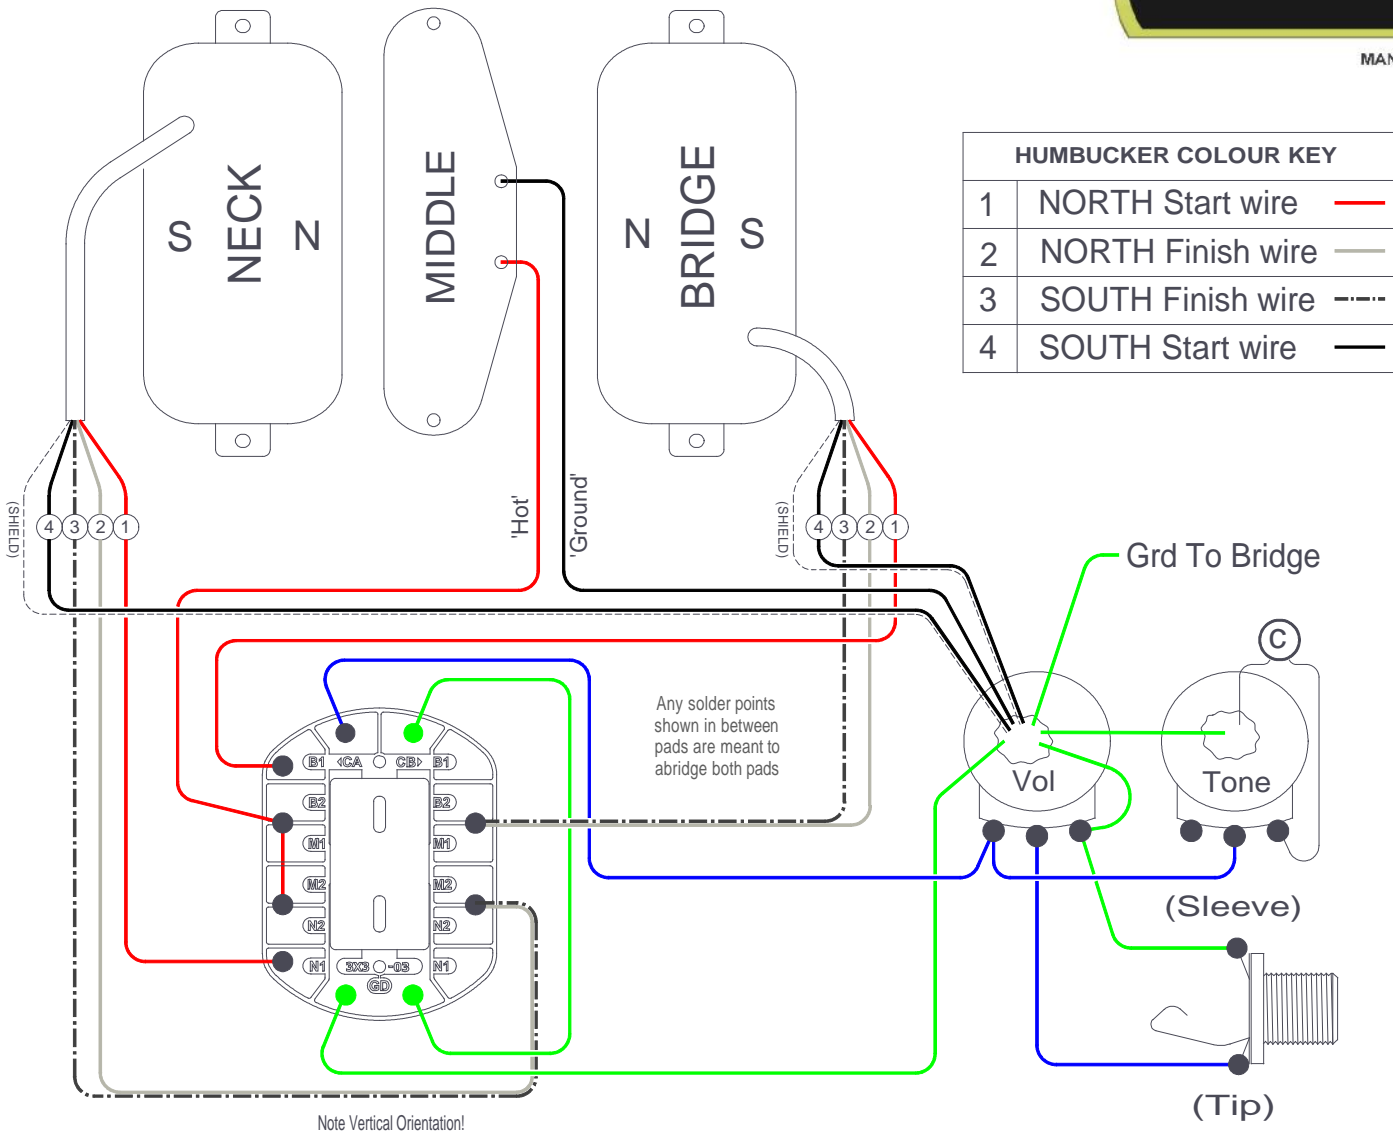 MAN
HUMBUCKER COLOUR KEY
1 NORTH Start wire
2 NORTH Finish wire
3 SOUTH Finish wire
4 SOUTH Start wire
S NECK N
MIDDLE
N BRIDGE S
(SHIELD)
4 3 2 1
'Hot'
'Ground'
(SHIELD)
4 3 2 1
Grd To Bridge
C
Any solder points
shown in between
pads are meant to
abridge both pads
Vol
Tone
B1 CA CB B1
B2 B2
M1 M1
M2 M2
N2 N2
N1 3X3 -03 N1
GD
(Sleeve)
(Tip)
Note Vertical Orientation!